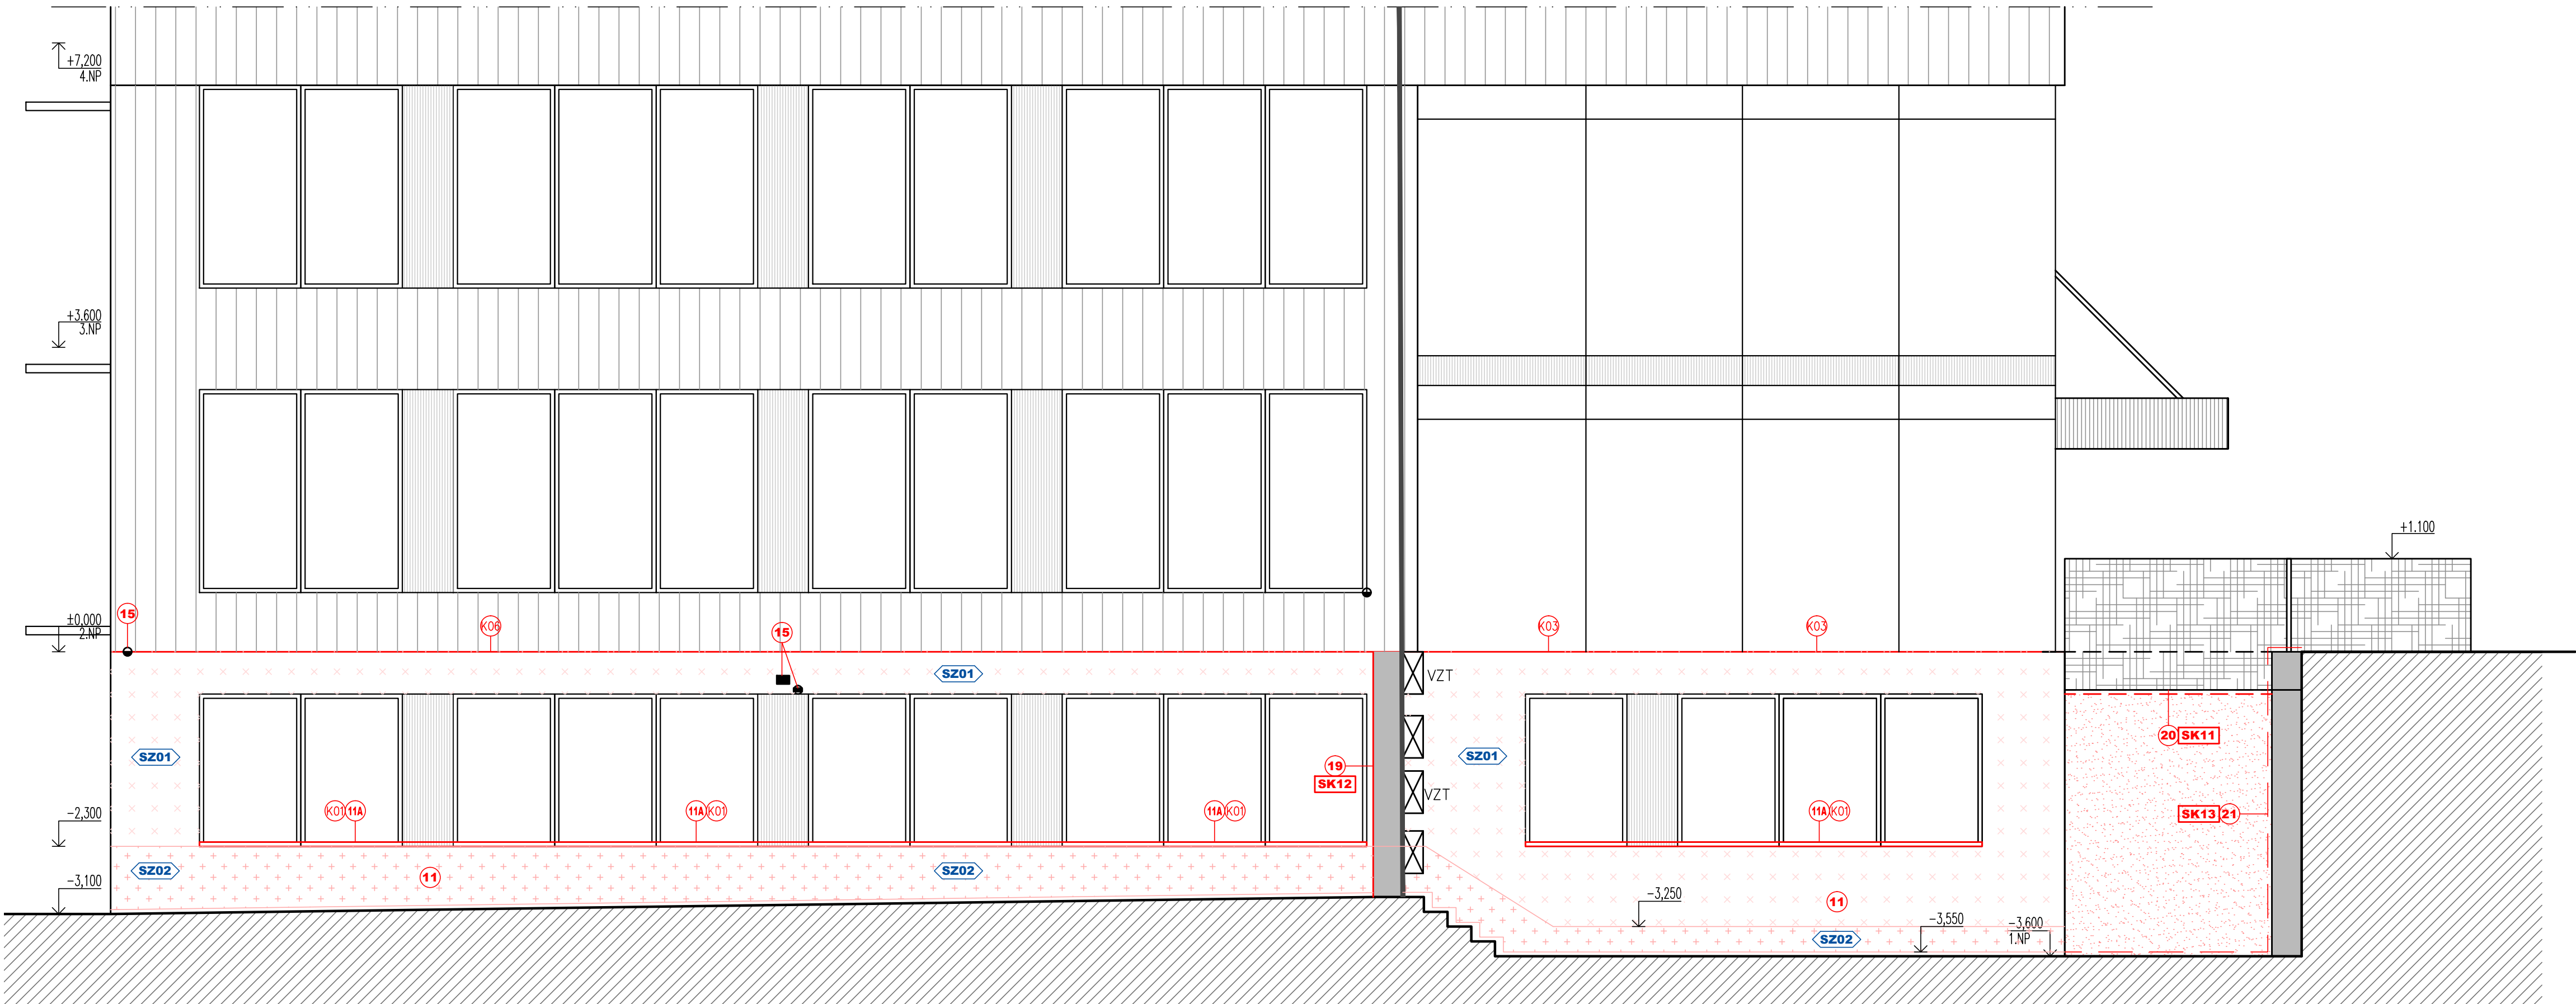 +7,200
4.NP
+3.600
3.NP
+1.100
15
±0,000
2.NP
K06
15
K03
K03
SZ01
VZT
20 SK11
SZ01
SZ01
19
SK12
VZT
K01 11A
11A K01
11A K01
11A K01
SK13 21
-2,300
SZ02
11
SZ02
-3,100
-3,250
11
-3,550
-3,600
1.NP
SZ02